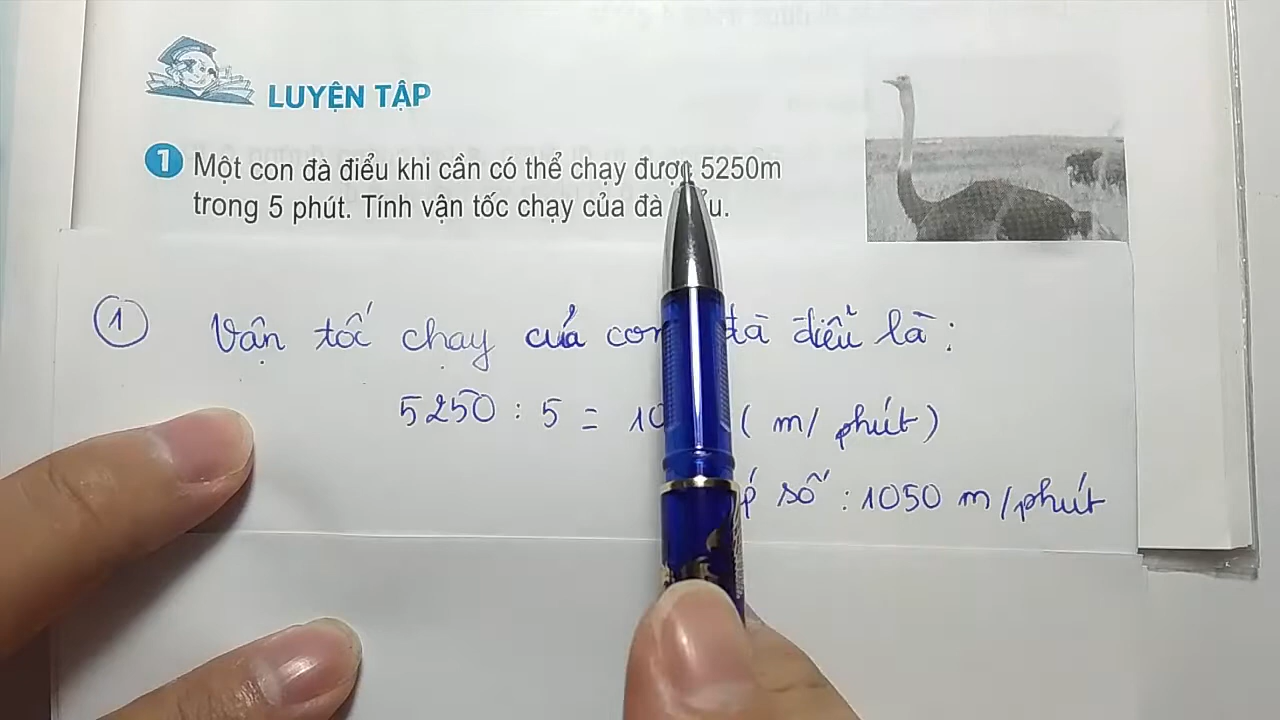 LUYỆN TẬP
1 Một con đà điểu khi cần có thể chạy được 5250m
trong 5 phút. Tính vận tốc chạy của đà
1 Vận tốc chạy của con đà điểu là:
5250 : 5 = (m/ phút)
số : 1050 m/phút